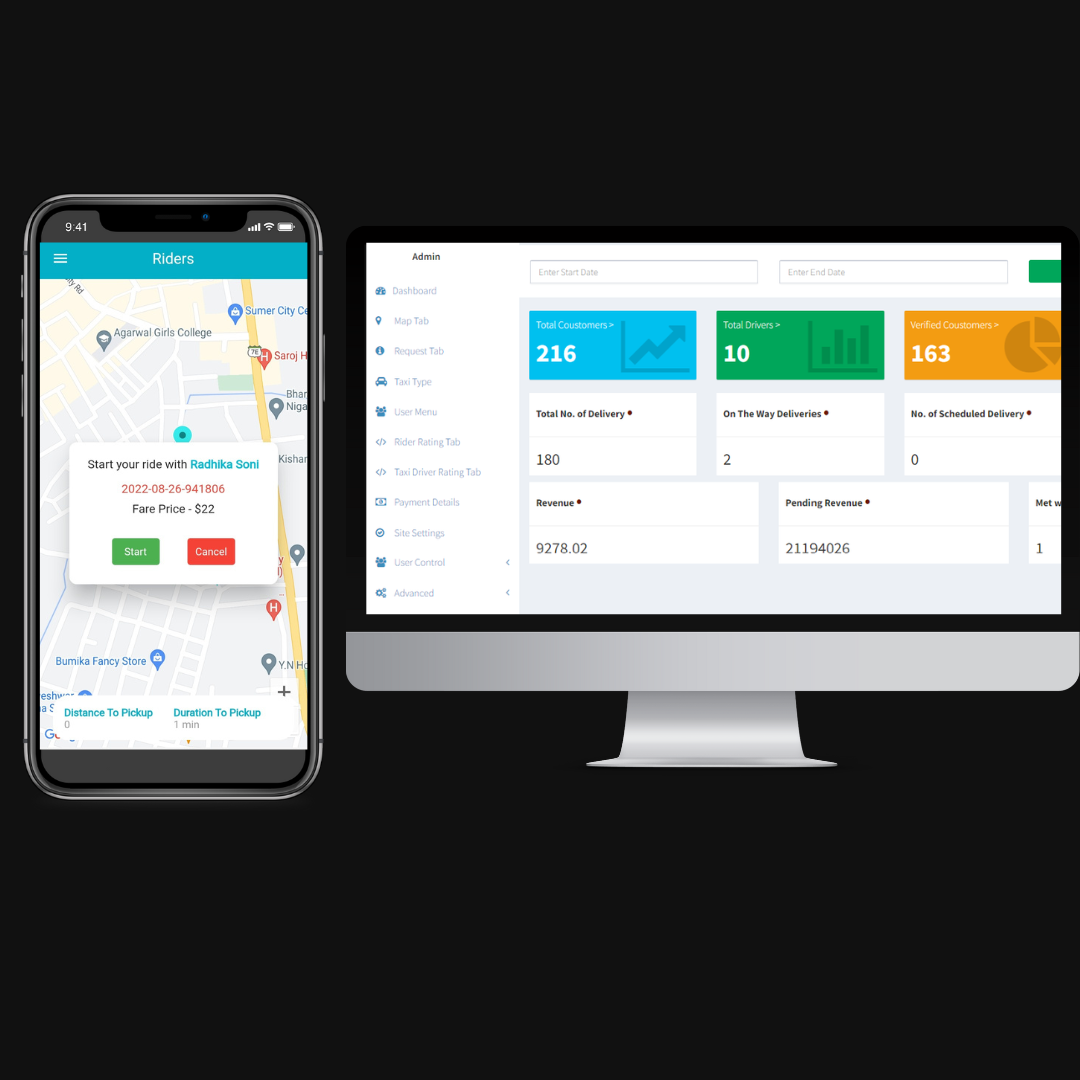 9:41
Riders
ty Rd
Sumer City Ce
Agarwal Girls College
76
H
Saroj H
Bhar
Niga
Kishan
Start your ride with Radhika Soni
2022-08-26-941806
Fare Price - $22
Start
Cancel
y
)
H
Bumika Fancy Store
Y.N Ho
+
eshwar
a S
Distance To Pickup
Duration To Pickup
0
1 min
Admin
Dashboard
Map Tab
Request Tab
Taxi Type
User Menu
Rider Rating Tab
Taxi Driver Rating Tab
Payment Details
Site Settings
User Control
Advanced
Enter Start Date
Enter End Date
Total Coustomers >
216
Total Drivers >
10
Verified Coustomers >
163
Total No. of Delivery
180
On The Way Deliveries
2
No. of Scheduled Delivery
0
Revenue
9278.02
Pending Revenue
21194026
Met w
1